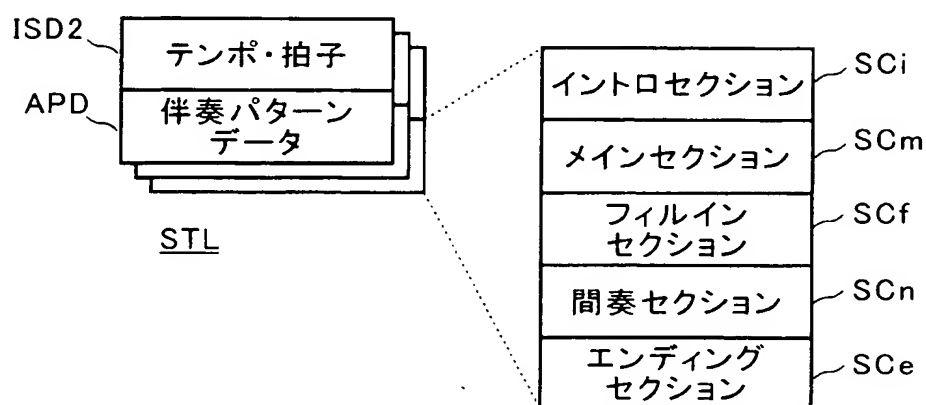 ISD2
テンポ・拍子
APD
伴奏パターン
データ
STL
イントロセクション
SCi
メインセクション
SCm
フィルイン
セクション
SCf
間奏セクション
SCn
エンディング
セクション
SCe